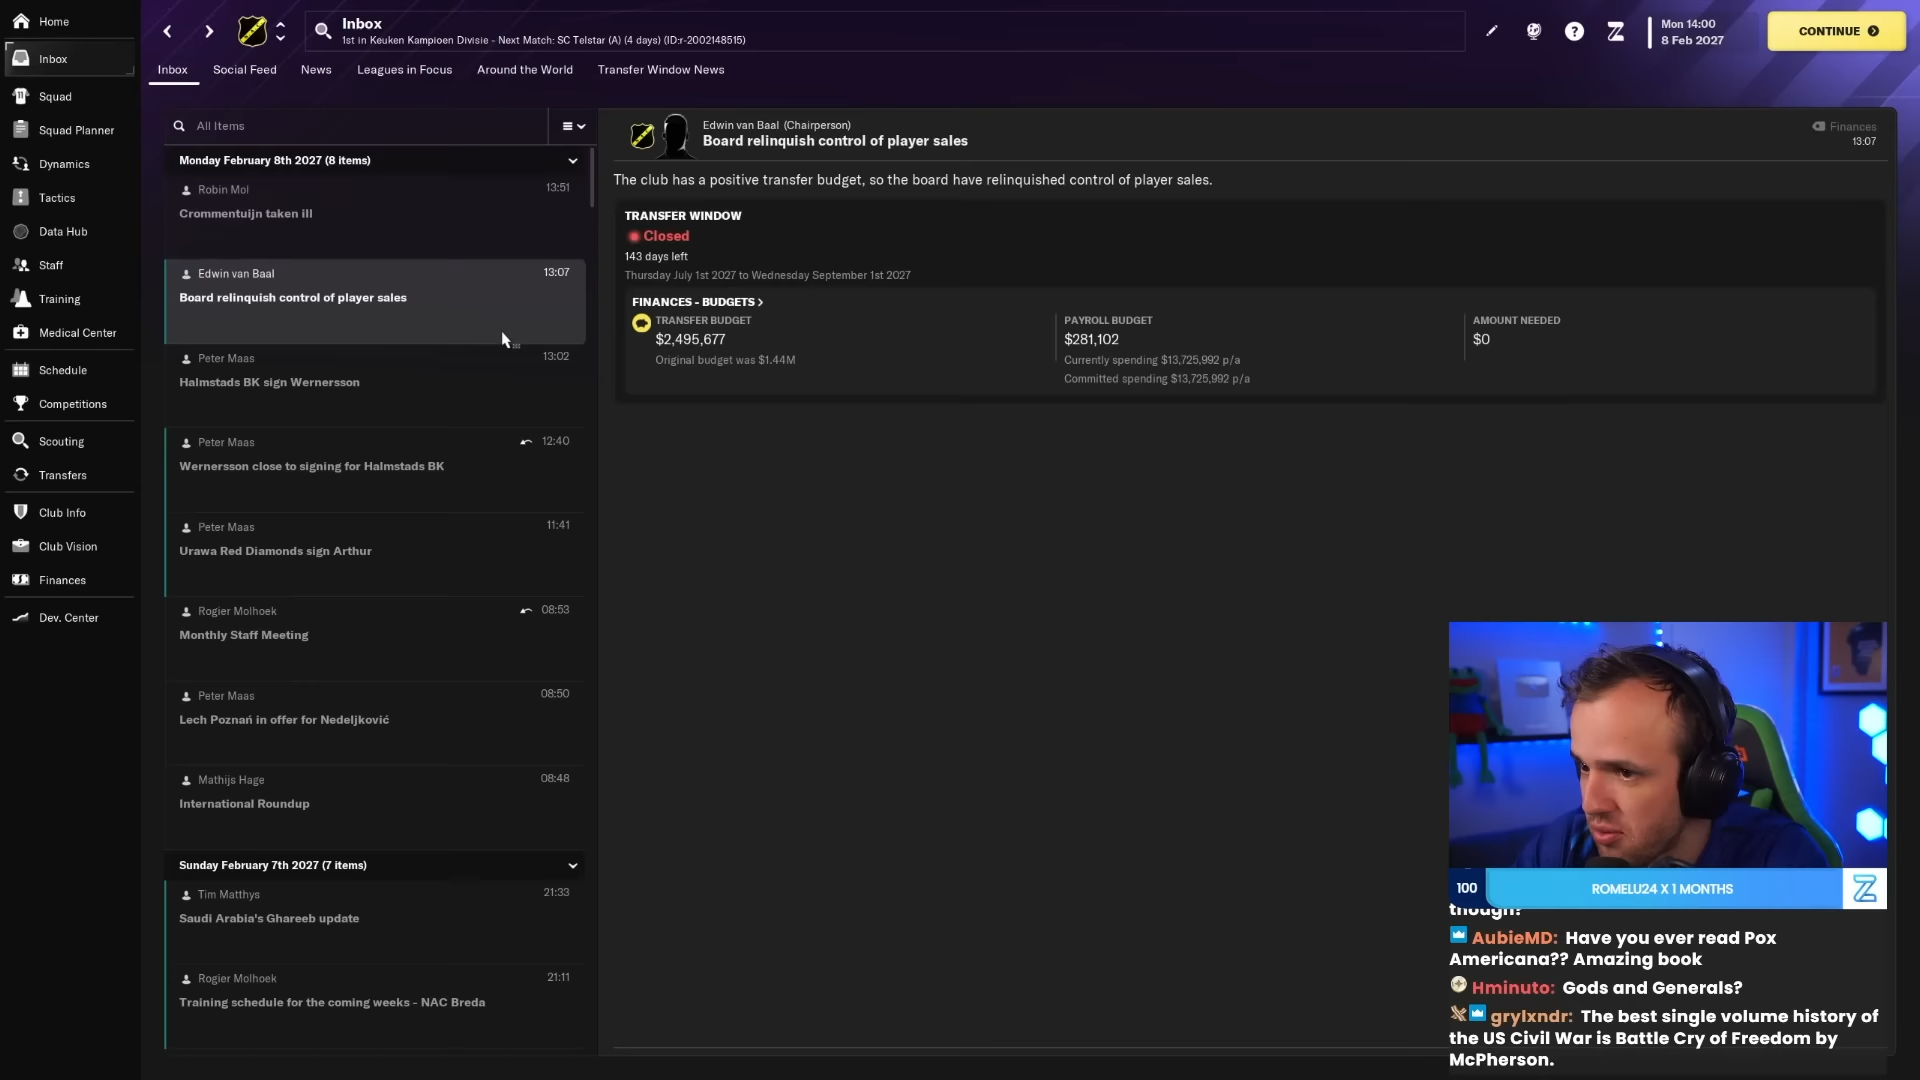 Home
Inbox
Squad
Squad Planner
Dynamics
Tactics
Data Hub
Staff
Training
Medical Center
Schedule
Competitions
Scouting
Transfers
Club Info
Club Vision
Finances
Dev. Center
Inbox
1st in Keuken Kampioen Divisie - Next Match: SC Telstar (A) (4 days) (ID:r-2002148515)
Mon 14:00
8 Feb 2027
CONTINUE
Inbox Social Feed News Leagues in Focus Around the World Transfer Window News
All Items
Monday February 8th 2027 (8 items)
Robin Mol 13:51
Crommentuijn taken ill
Edwin van Baal 13:07
Board relinquish control of player sales
Peter Maas 13:02
Halmstads BK sign Wernersson
Peter Maas 12:40
Wernersson close to signing for Halmstads BK
Peter Maas 11:41
Urawa Red Diamonds sign Arthur
Rogier Molhoek 08:53
Monthly Staff Meeting
Peter Maas 08:50
Lech Poznań in offer for Nedeljković
Mathijs Hage 08:48
International Roundup
Sunday February 7th 2027 (7 items)
Tim Matthys 21:33
Saudi Arabia's Ghareeb update
Rogier Molhoek 21:11
Training schedule for the coming weeks - NAC Breda
Edwin van Baal (Chairperson)
Board relinquish control of player sales
Finances
13:07
The club has a positive transfer budget, so the board have relinquished control of player sales.
TRANSFER WINDOW
Closed
143 days left
Thursday July 1st 2027 to Wednesday September 1st 2027
FINANCES - BUDGETS >
TRANSFER BUDGET
$2,495,677
Original budget was $1.44M
PAYROLL BUDGET
$281,102
Currently spending $13,725,992 p/a
Committed spending $13,725,992 p/a
AMOUNT NEEDED
$0
100 ROMELU24 X 1 MONTHS
though?
AubieMD: Have you ever read Pox
Americana?? Amazing book
Hminuto: Gods and Generals?
grylxndr: The best single volume history of
the US Civil War is Battle Cry of Freedom by
McPherson.